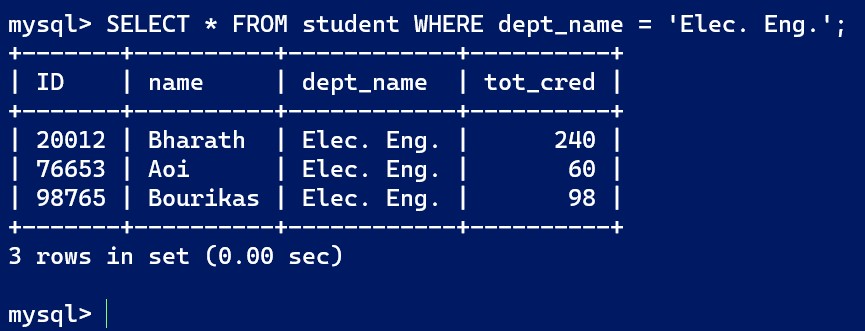 mysql> SELECT * FROM student WHERE dept_name = 'Elec. Eng.';
+-------+----------+------------+----------+
| ID    | name     | dept_name  | tot_cred |
+-------+----------+------------+----------+
| 20012 | Bharath  | Elec. Eng. |      240 |
| 76653 | Aoi      | Elec. Eng. |       60 |
| 98765 | Bourikas | Elec. Eng. |       98 |
+-------+----------+------------+----------+
3 rows in set (0.00 sec)
mysql>